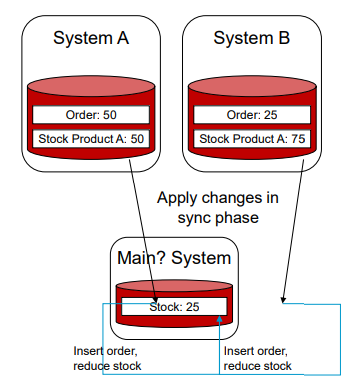 System A
System B
Order: 50
Order: 25
Stock Product A: 50
Stock Product A: 75
Apply changes in
sync phase
Main? System
Stock: 25
Insert order,
reduce stock
Insert order,
reduce stock